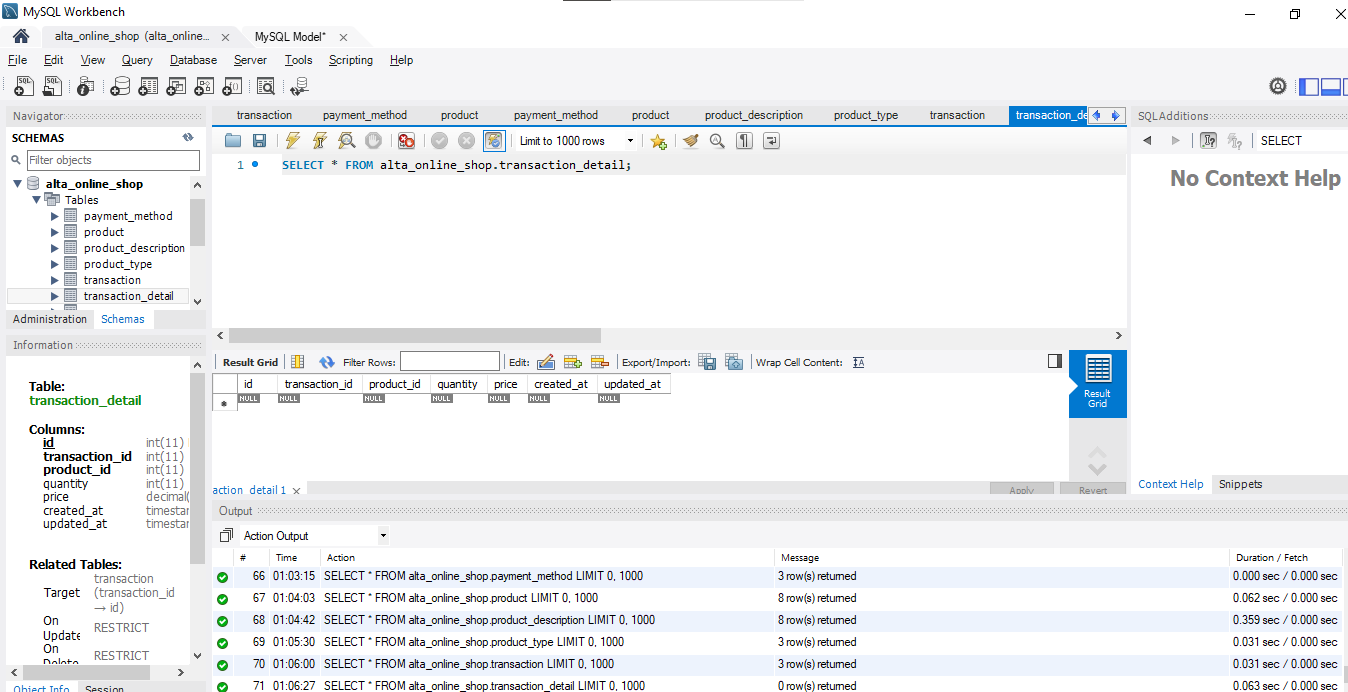 MySQL Workbench
alta_online_shop (alta_online...
MySQL Model*
File Edit View Query Database Server Tools Scripting Help
Navigator
SCHEMAS
Filter objects
alta_online_shop
Tables
payment_method
product
product_description
product_type
transaction
transaction_detail
Administration Schemas
Information
Table:
transaction_detail
Columns:
id int(11)
transaction_id int(11)
product_id int(11)
quantity int(11)
price decimal(
created_at timestar
updated_at timestar
Related Tables:
transaction
Target (transaction_id
→ id)
On
Update RESTRICT
On
Delete RESTRICT
Object Info Session
transaction payment_method product payment_method product product_description product_type transaction transaction_de
Limit to 1000 rows
1 SELECT * FROM alta_online_shop.transaction_detail;
Result Grid Filter Rows: Edit: Export/Import: Wrap Cell Content:
id transaction_id product_id quantity price created_at updated_at
NULL NULL NULL NULL NULL NULL NULL
Result
Grid
action_detail 1
Apply Revert
Output
Action Output
# Time Action Message Duration / Fetch
66 01:03:15 SELECT * FROM alta_online_shop.payment_method LIMIT 0, 1000 3 row(s) returned 0.000 sec / 0.000 sec
67 01:04:03 SELECT * FROM alta_online_shop.product LIMIT 0, 1000 8 row(s) returned 0.062 sec / 0.000 sec
68 01:04:42 SELECT * FROM alta_online_shop.product_description LIMIT 0, 1000 8 row(s) returned 0.359 sec / 0.000 sec
69 01:05:30 SELECT * FROM alta_online_shop.product_type LIMIT 0, 1000 3 row(s) returned 0.031 sec / 0.000 sec
70 01:06:00 SELECT * FROM alta_online_shop.transaction LIMIT 0, 1000 3 row(s) returned 0.031 sec / 0.000 sec
71 01:06:27 SELECT * FROM alta_online_shop.transaction_detail LIMIT 0, 1000 0 row(s) returned 0.063 sec / 0.000 sec
SQLAdditions
SELECT
No Context Help
Context Help Snippets